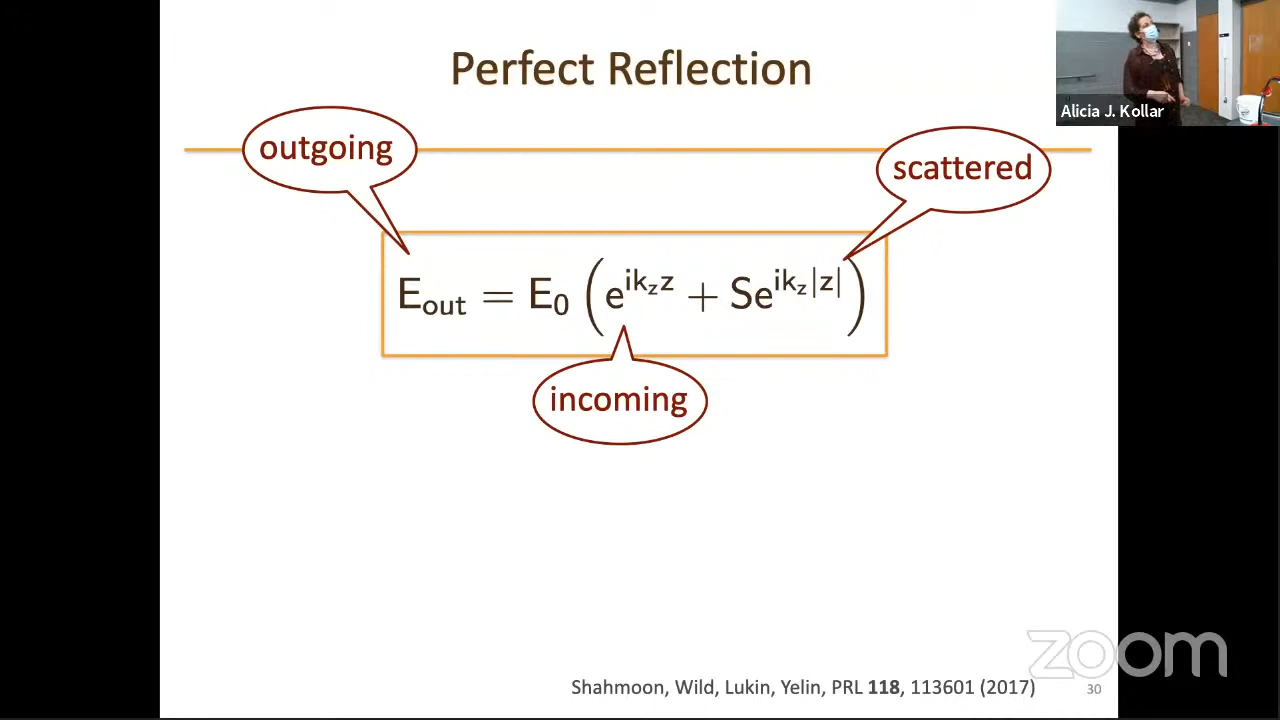 Perfect Reflection
Alicia J. Kollar
outgoing
scattered
E_out = E_0 (e^{ik_z z} + Se^{ik_z|z|})
incoming
zoom
Shahmoon, Wild, Lukin, Yelin, PRL 118, 113601 (2017)
30